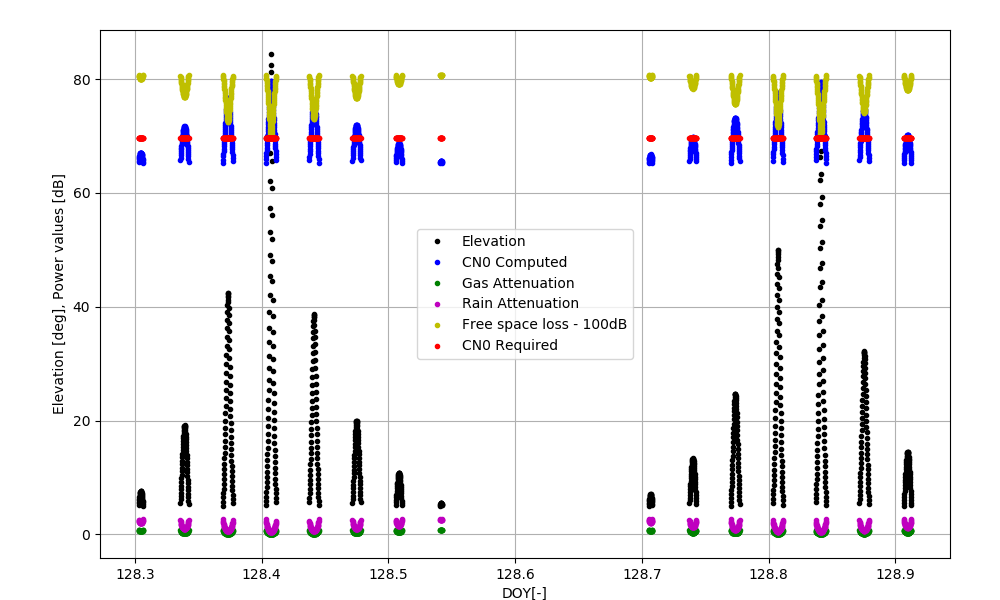 80
60
40
20
0
Elevation [deg], Power values [dB]
Elevation
CN0 Computed
Gas Attenuation
Rain Attenuation
Free space loss - 100dB
CN0 Required
128.3 128.4 128.5 128.6 128.7 128.8 128.9
DOY[-]